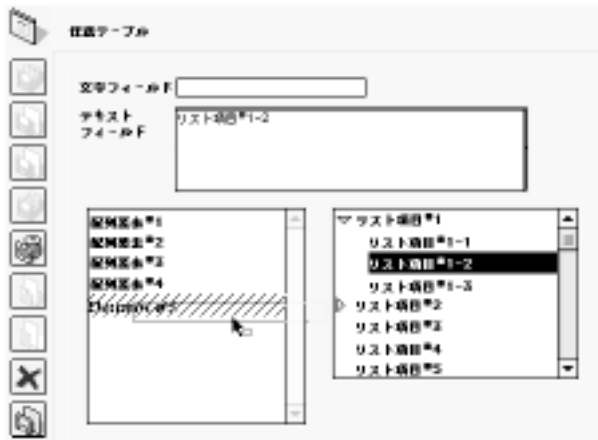 任意テーブル
文字フィールド
テキスト
フィールド
リスト項目#1-2
配列要素#1
配列要素#2
配列要素#3
配列要素#4
リスト項目#1
リスト項目#1-1
リスト項目#1-2
リスト項目#1-3
リスト項目#2
リスト項目#3
リスト項目#4
リスト項目#5